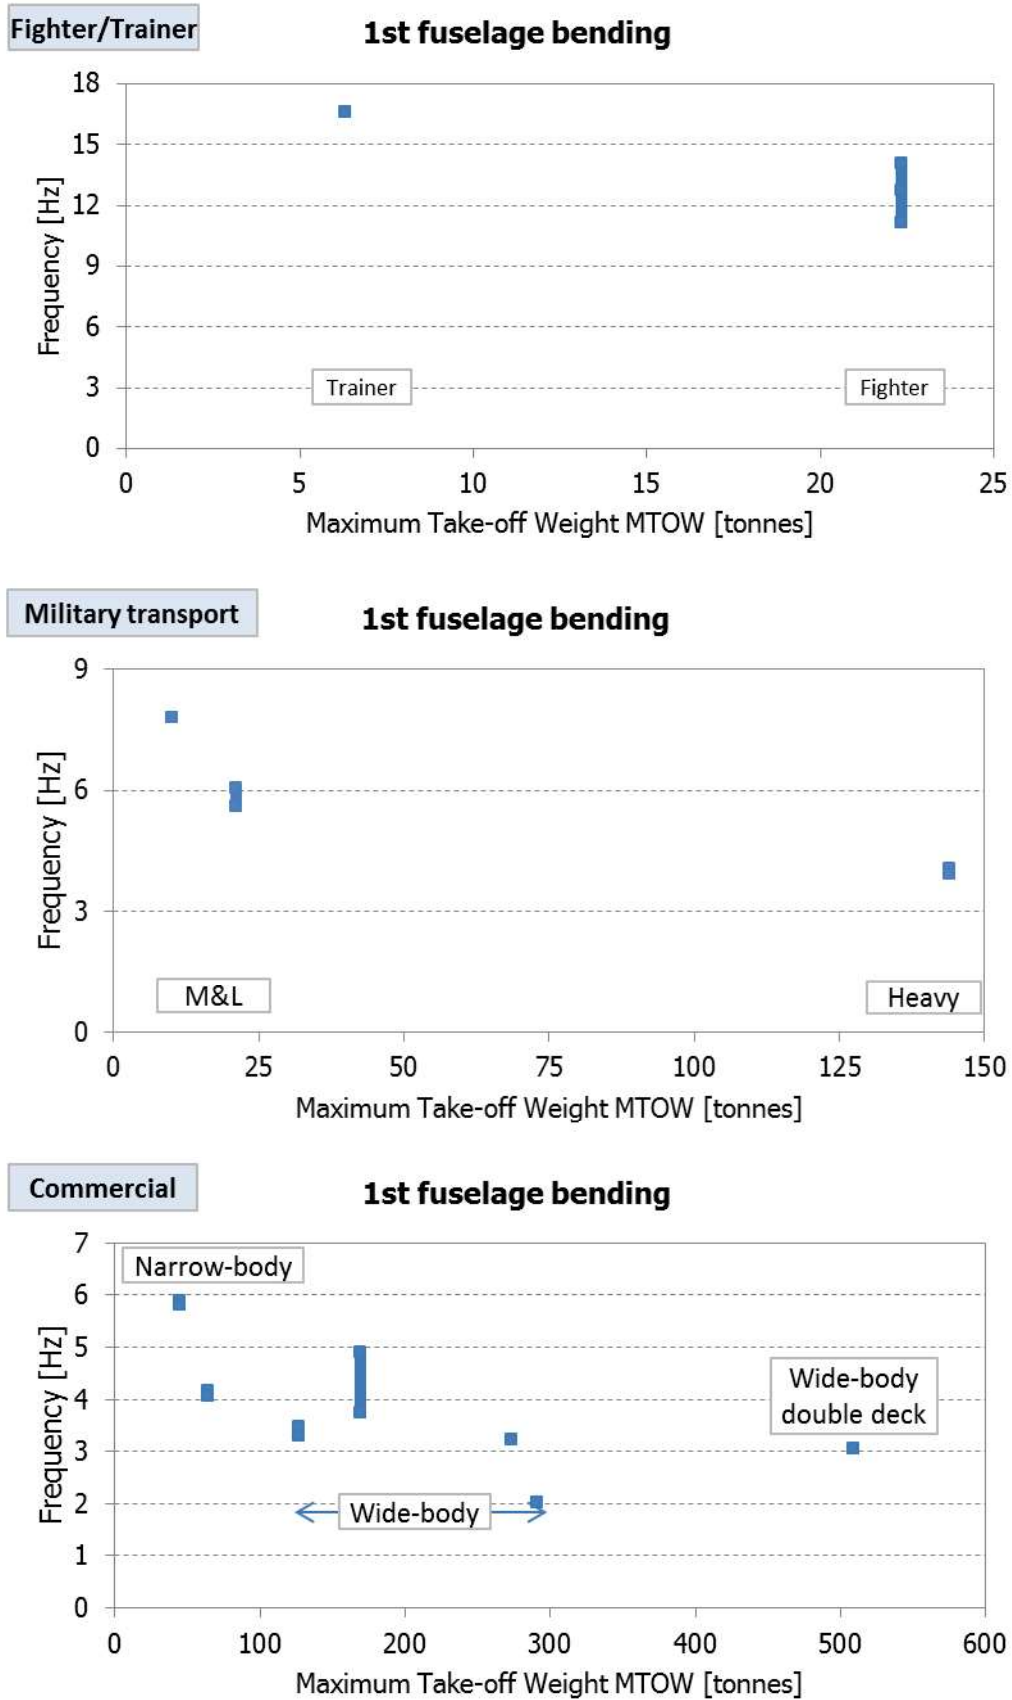 Fighter/Trainer
1st fuselage bending
18
15
12
9
6
3
0
Frequency [Hz]
Trainer
Fighter
0 5 10 15 20 25
Maximum Take-off Weight MTOW [tonnes]
Military transport
1st fuselage bending
9
6
3
0
Frequency [Hz]
M&L
Heavy
0 25 50 75 100 125 150
Maximum Take-off Weight MTOW [tonnes]
Commercial
1st fuselage bending
7
6
5
4
3
2
1
0
Frequency [Hz]
Narrow-body
Wide-body
double deck
Wide-body
0 100 200 300 400 500 600
Maximum Take-off Weight MTOW [tonnes]